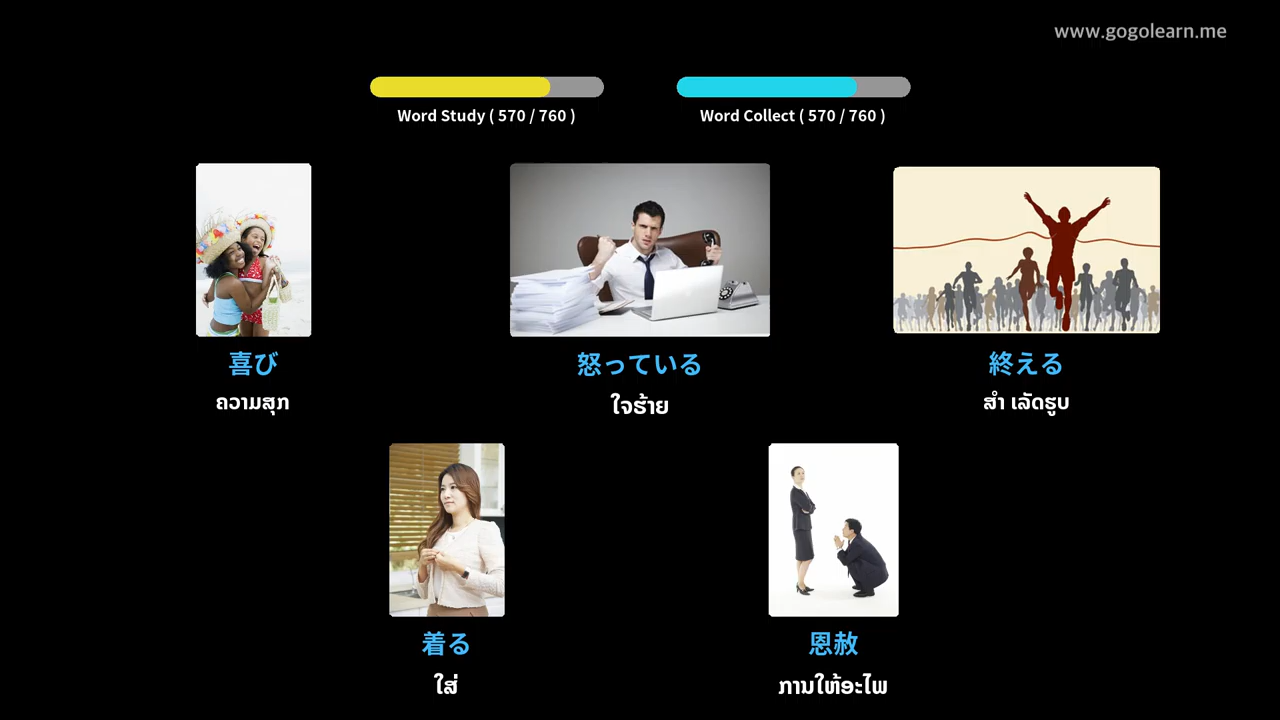 www.gogolearn.me
Word Study ( 570 / 760 )
Word Collect ( 570 / 760 )
喜び
ຄວາມສຸກ
怒っている
ໃຈຮ້າຍ
終える
ສຳ ເລັດຮູບ
着る
ໃສ່
恩赦
ການໃຫ້ອະໄພ